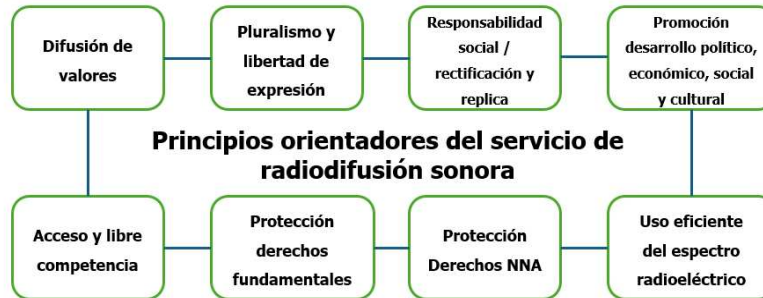 Difusión de
valores
Pluralismo y
libertad de
expresión
Responsabilidad
social /
rectificación y
replica
Promoción
desarrollo político,
económico, social
y cultural
Principios orientadores del servicio de
radiodifusión sonora
Acceso y libre
competencia
Protección
derechos
fundamentales
Protección
Derechos NNA
Uso eficiente
del espectro
radioeléctrico